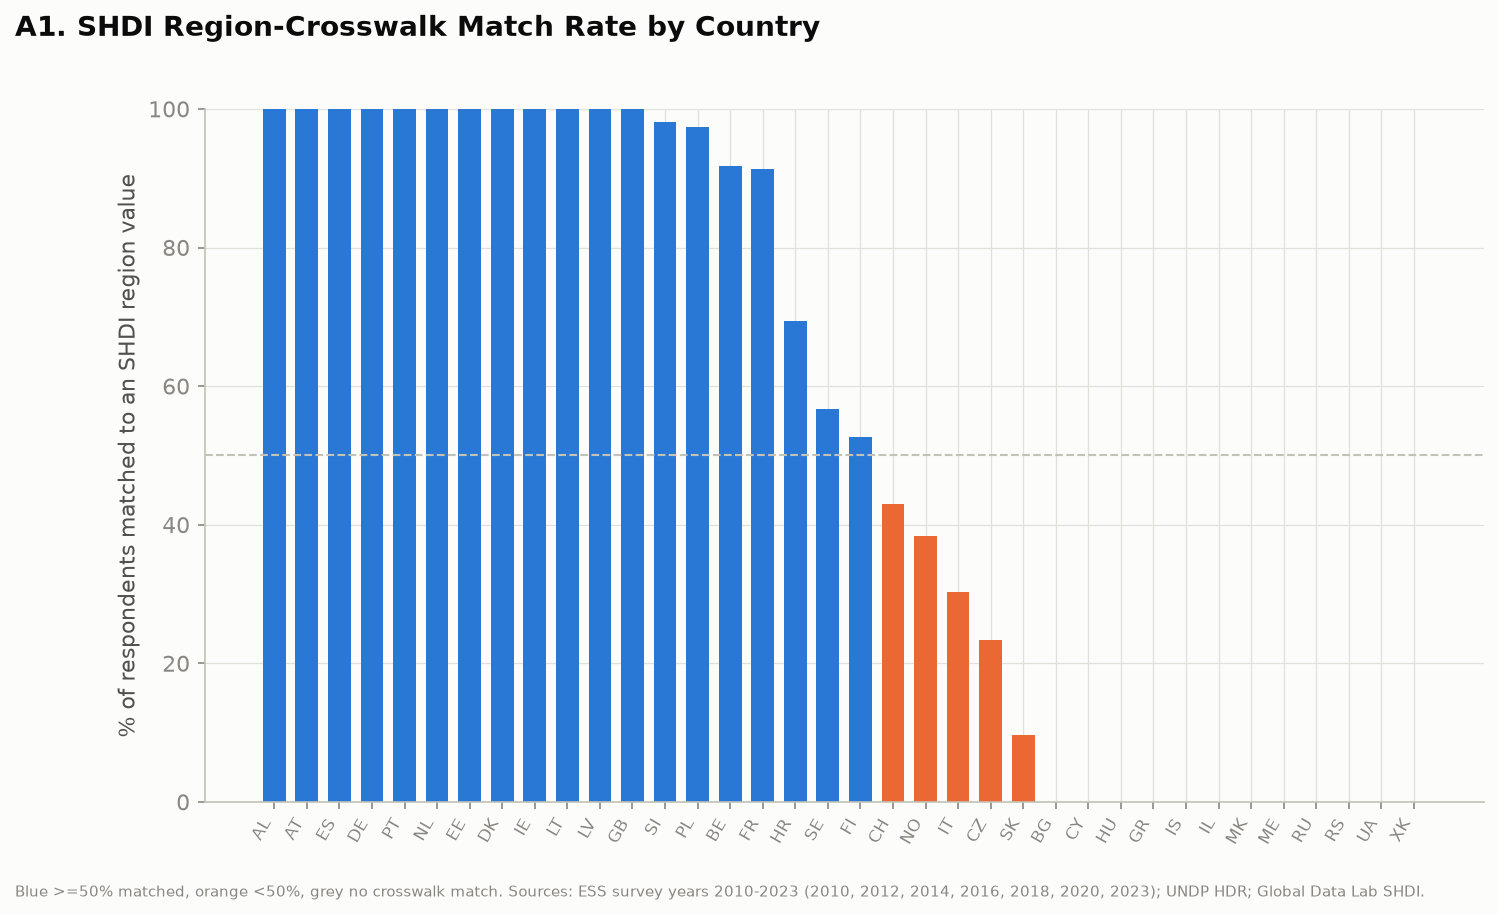 A1. SHDI Region-Crosswalk Match Rate by Country
% of respondents matched to an SHDI region value
100
80
60
40
20
0
AL AT ES DE PT NL EE DK IE LT LV GB SI PL BE FR HR SE FI CH NO IT CZ SK BG CY HU GR IS IL MK ME RU RS UA XK
Blue >=50% matched, orange <50%, grey no crosswalk match. Sources: ESS survey years 2010-2023 (2010, 2012, 2014, 2016, 2018, 2020, 2023); UNDP HDR; Global Data Lab SHDI.